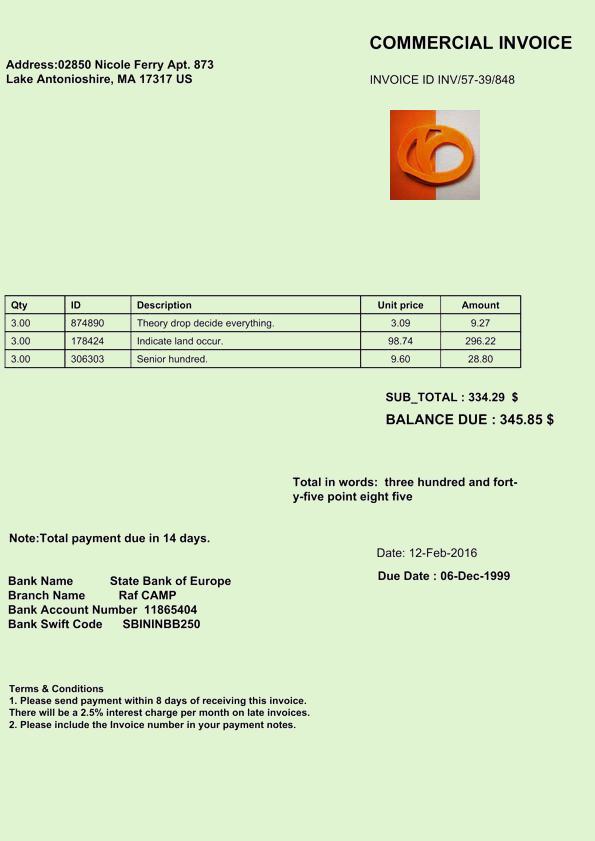 COMMERCIAL INVOICE
Address:02850 Nicole Ferry Apt. 873
Lake Antonioshire, MA 17317 US
INVOICE ID INV/57-39/848
Qty ID Description Unit price Amount
3.00 874890 Theory drop decide everything. 3.09 9.27
3.00 178424 Indicate land occur. 98.74 296.22
3.00 306303 Senior hundred. 9.60 28.80
SUB_TOTAL : 334.29 $
BALANCE DUE : 345.85 $
Total in words: three hundred and fort-
y-five point eight five
Note:Total payment due in 14 days.
Date: 12-Feb-2016
Due Date : 06-Dec-1999
Bank Name State Bank of Europe
Branch Name Raf CAMP
Bank Account Number 11865404
Bank Swift Code SBININBB250
Terms & Conditions
1. Please send payment within 8 days of receiving this invoice.
There will be a 2.5% interest charge per month on late invoices.
2. Please include the Invoice number in your payment notes.